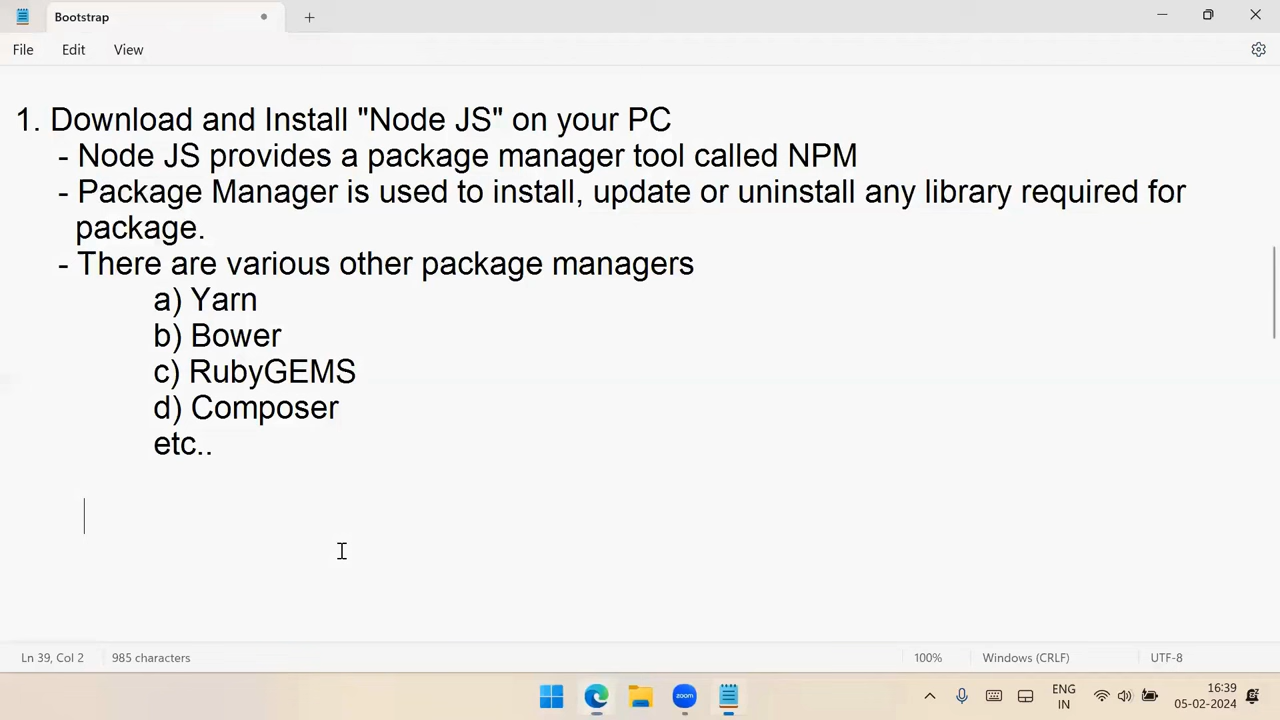 Bootstrap
File Edit View
1. Download and Install "Node JS" on your PC
- Node JS provides a package manager tool called NPM
- Package Manager is used to install, update or uninstall any library required for
package.
- There are various other package managers
a) Yarn
b) Bower
c) RubyGEMS
d) Composer
etc..
Ln 39, Col 2 985 characters 100% Windows (CRLF) UTF-8
zoom
ENG
IN
16:39
05-02-2024